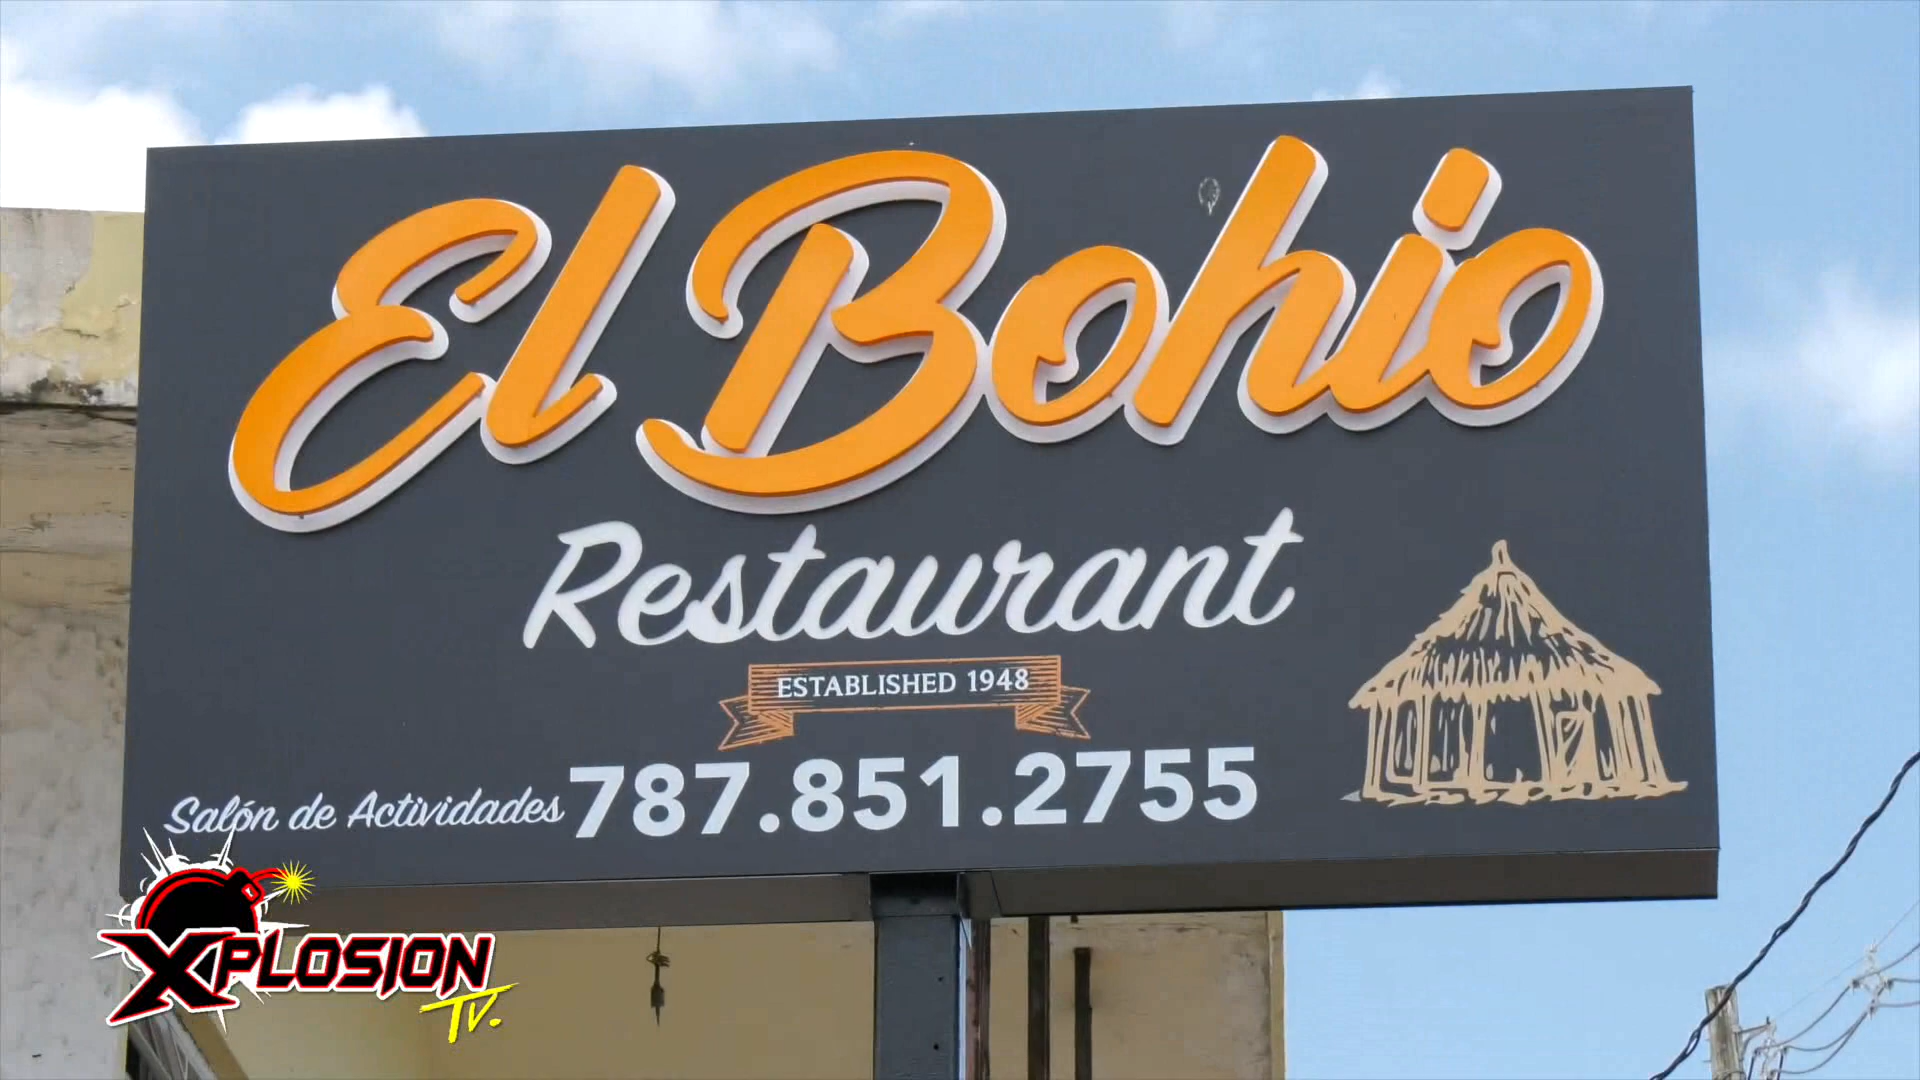 El Bohio
Restaurant
ESTABLISHED 1948
Salón de Actividades 787.851.2755
XPLOSION
TV.